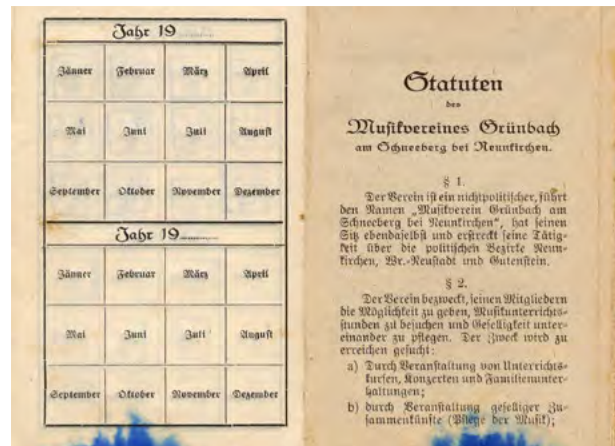 Jahr 19
Jänner Februar März April
Mai Juni Juli August
September Oktober November Dezember
Jahr 19
Jänner Februar März April
Mai Juni Juli August
September Oktober November Dezember
Statuten
des
Musikvereines Grünbach
am Schneeberg bei Neunkirchen.
§ 1.
Der Verein ist ein nichtpolitischer, führt
den Namen „Musikverein Grünbach am
Schneeberg bei Neunkirchen“, hat seinen
Sitz ebendaselbst und erstreckt seine Tätig-
keit über die politischen Bezirke Neun-
kirchen, Wr.-Neustadt und Gutenstein.
§ 2.
Der Verein bezweckt, seinen Mitgliedern
die Möglichkeit zu geben, Musikunterrichts-
stunden zu besuchen und Geselligkeit unter-
einander zu pflegen. Der Zweck wird zu
erreichen gesucht:
a) Durch Veranstaltung von Unterrichts-
kursen, Konzerten und Familienunter-
haltungen;
b) durch Veranstaltung geselliger Zu-
sammenkünfte (Pflege der Musik);